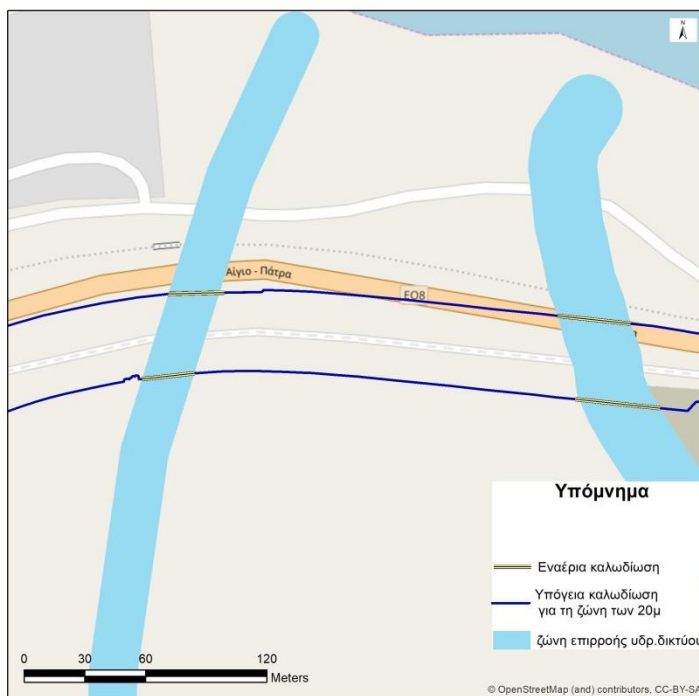 N
Αίγιο - Πάτρα
ΕΟ8
Υπόμνημα
Εναέρια καλωδίωση
Υπόγεια καλωδίωση
για τη ζώνη των 20μ
ζώνη επιρροής υδρ.δικτύου
0 30 60 120
Meters
© OpenStreetMap (and) contributors, CC-BY-SA